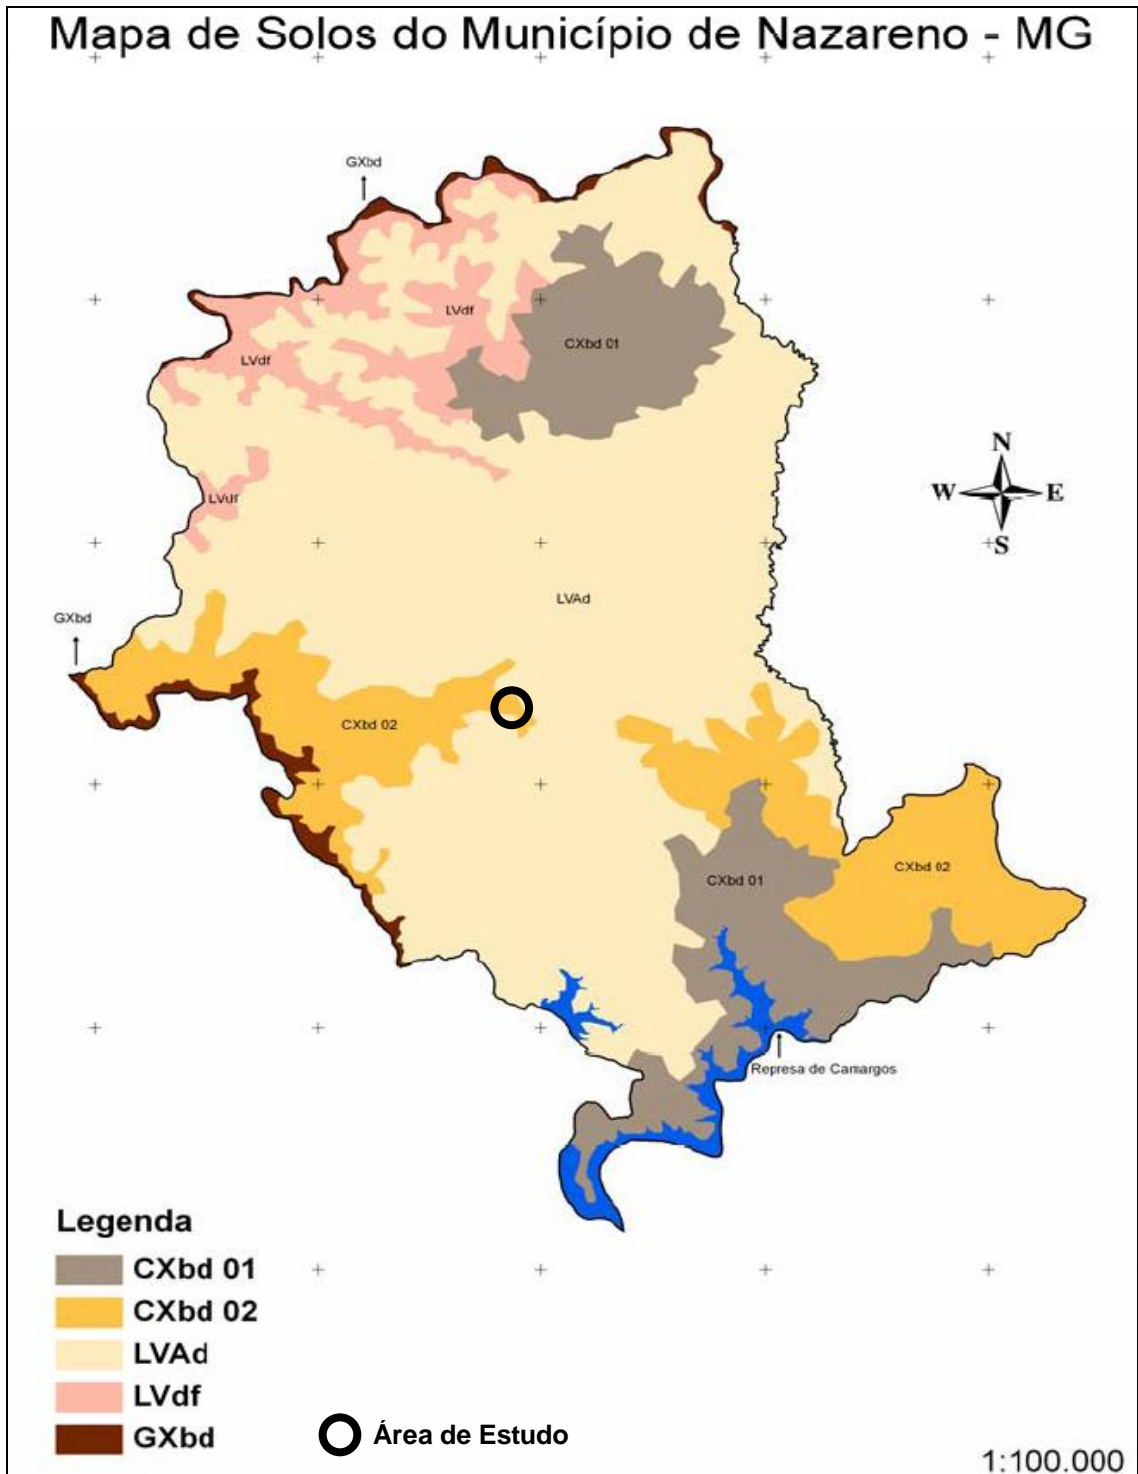 Mapa de Solos do Município de Nazareno - MG
GXbd
LVdf
CXbd 01
LVdf
N
W E
S
LVdf
LVAd
GXbd
CXbd 02
CXbd 02
CXbd 01
Represa de Camargos
Legenda
CXbd 01
CXbd 02
LVAd
LVdf
GXbd
Área de Estudo
1:100.000